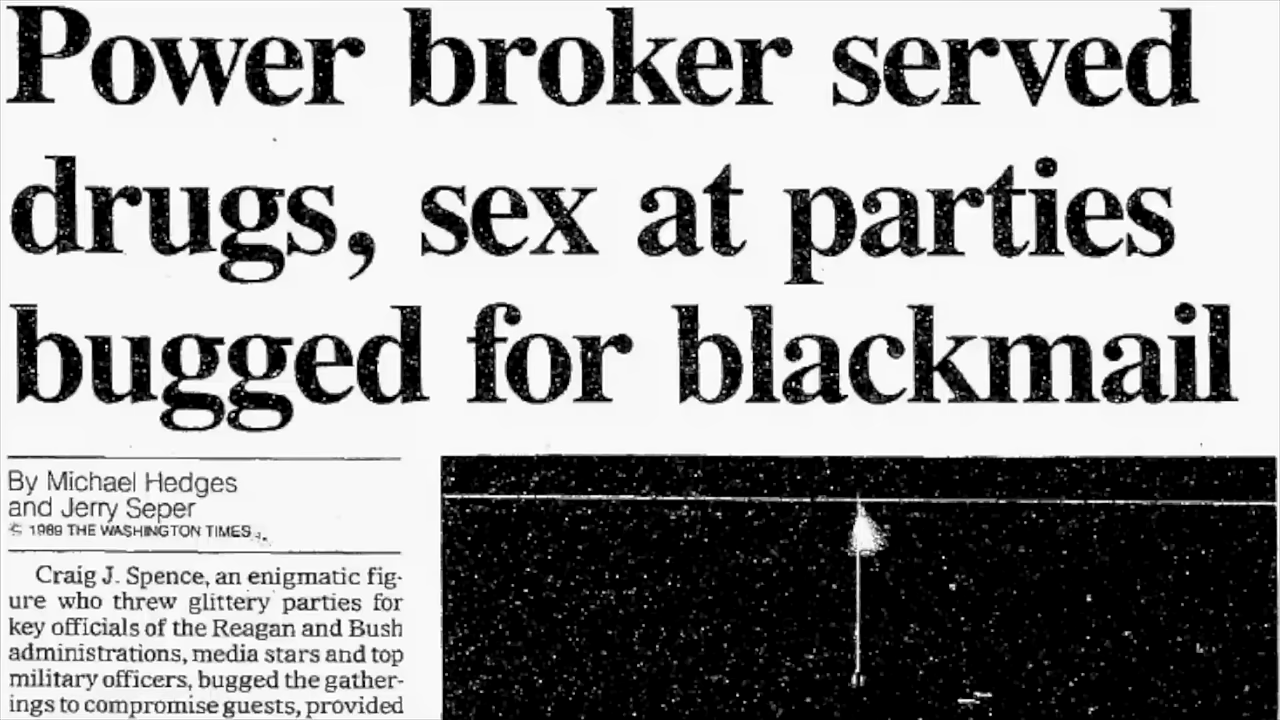 Power broker served
drugs, sex at parties
bugged for blackmail
By Michael Hedges
and Jerry Seper
© 1989 THE WASHINGTON TIMES
Craig J. Spence, an enigmatic fig-
ure who threw glittery parties for
key officials of the Reagan and Bush
administrations, media stars and top
military officers, bugged the gather-
ings to compromise guests, provided